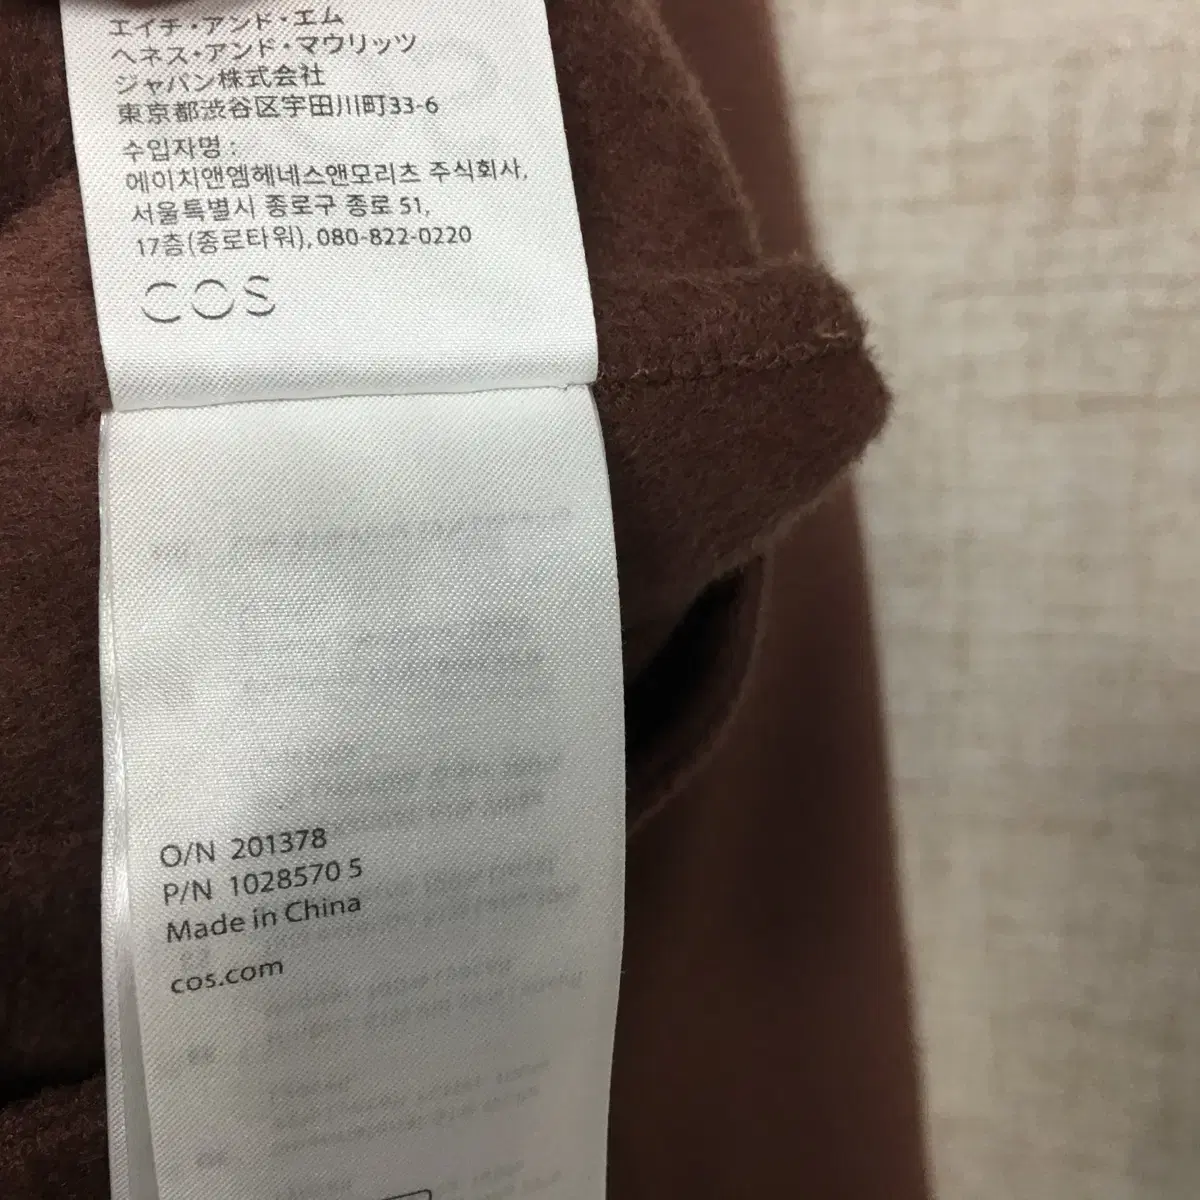 エイチ・アンド・エム
ヘネス・アンド・マウリッツ
ジャパン株式会社
東京都渋谷区宇田川町33-6
수입자명 :
에이치앤엠헤네스앤모리츠 주식회사,
서울특별시 종로구 종로 51,
17층(종로타워), 080-822-0220
COS
O/N 201378
P/N 1028570 5
Made in China
cos.com